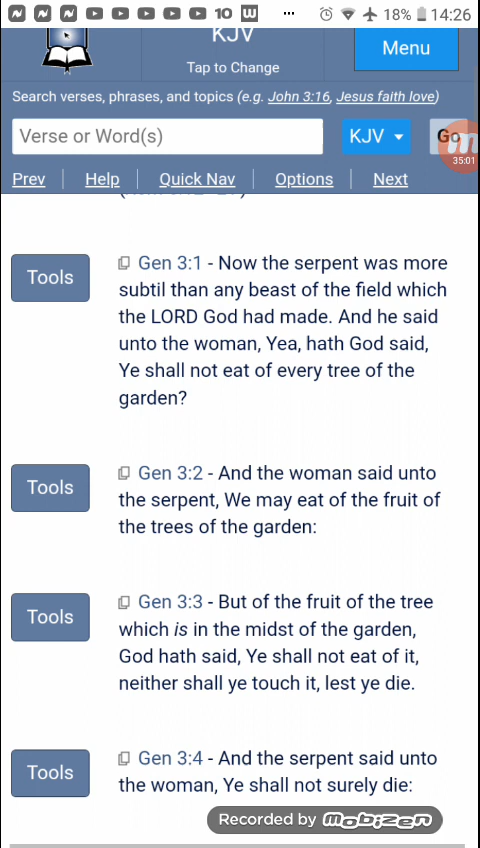 10 W ... 18% 14:26
KJV
Menu
Tap to Change
Search verses, phrases, and topics (e.g. John 3:16, Jesus faith love)
Verse or Word(s) KJV Go
35:01
Prev Help Quick Nav Options Next
Tools Gen 3:1 - Now the serpent was more
subtil than any beast of the field which
the LORD God had made. And he said
unto the woman, Yea, hath God said,
Ye shall not eat of every tree of the
garden?
Tools Gen 3:2 - And the woman said unto
the serpent, We may eat of the fruit of
the trees of the garden:
Tools Gen 3:3 - But of the fruit of the tree
which is in the midst of the garden,
God hath said, Ye shall not eat of it,
neither shall ye touch it, lest ye die.
Tools Gen 3:4 - And the serpent said unto
the woman, Ye shall not surely die:
Recorded by mobizen